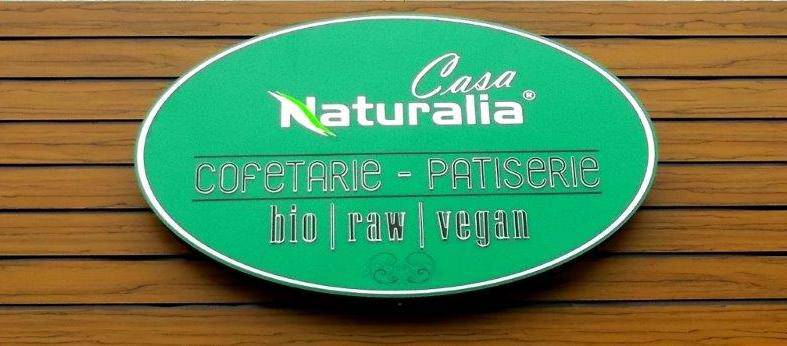 Casa
Naturalia®
COFETARIE - PATISERIE
bio | raw | vegan